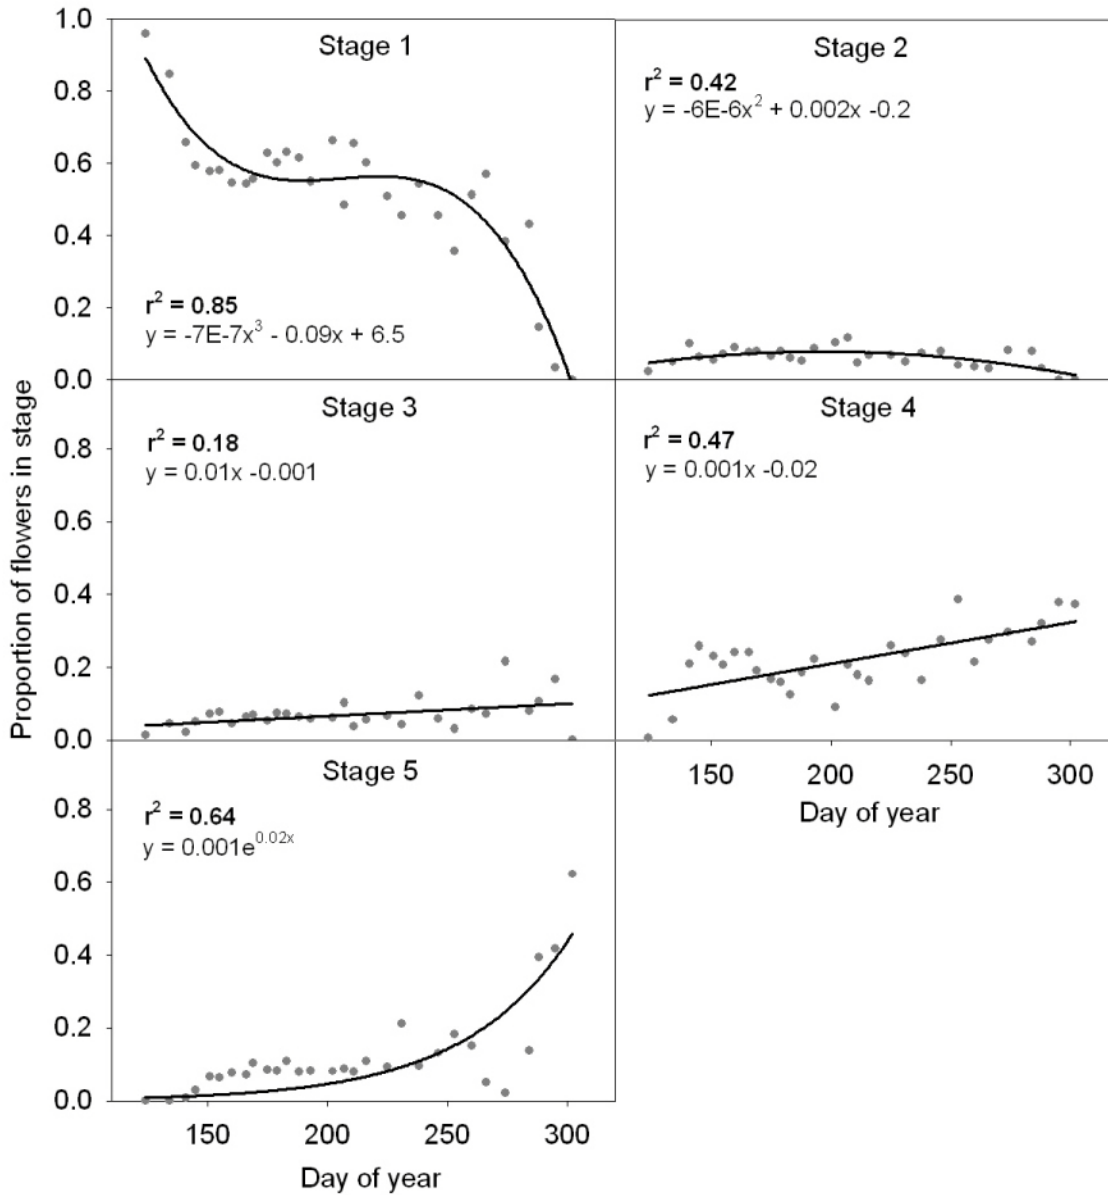 Proportion of flowers in stage
1.0
0.8
0.6
0.4
0.2
0.0
Stage 1
r² = 0.85
y = -7E-7x³ - 0.09x + 6.5
Stage 2
r² = 0.42
y = -6E-6x² + 0.002x -0.2
0.8
0.6
0.4
0.2
0.0
Stage 3
r² = 0.18
y = 0.01x -0.001
Stage 4
r² = 0.47
y = 0.001x -0.02
150 200 250 300
Day of year
0.8
0.6
0.4
0.2
0.0
Stage 5
r² = 0.64
y = 0.001e^0.02x
150 200 250 300
Day of year